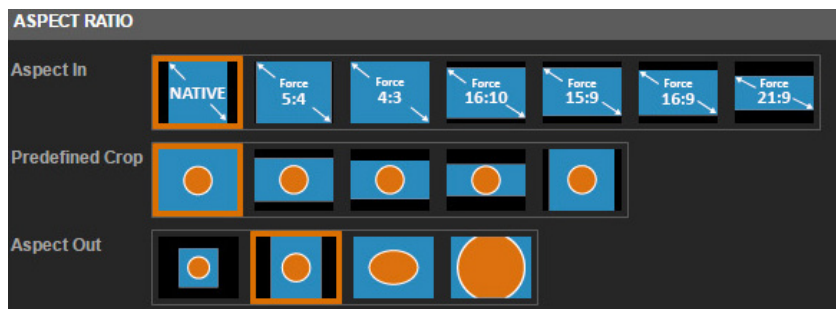 ASPECT RATIO
Aspect In
NATIVE
Force
5:4
Force
4:3
Force
16:10
Force
15:9
Force
16:9
Force
21:9
Predefined Crop
Aspect Out